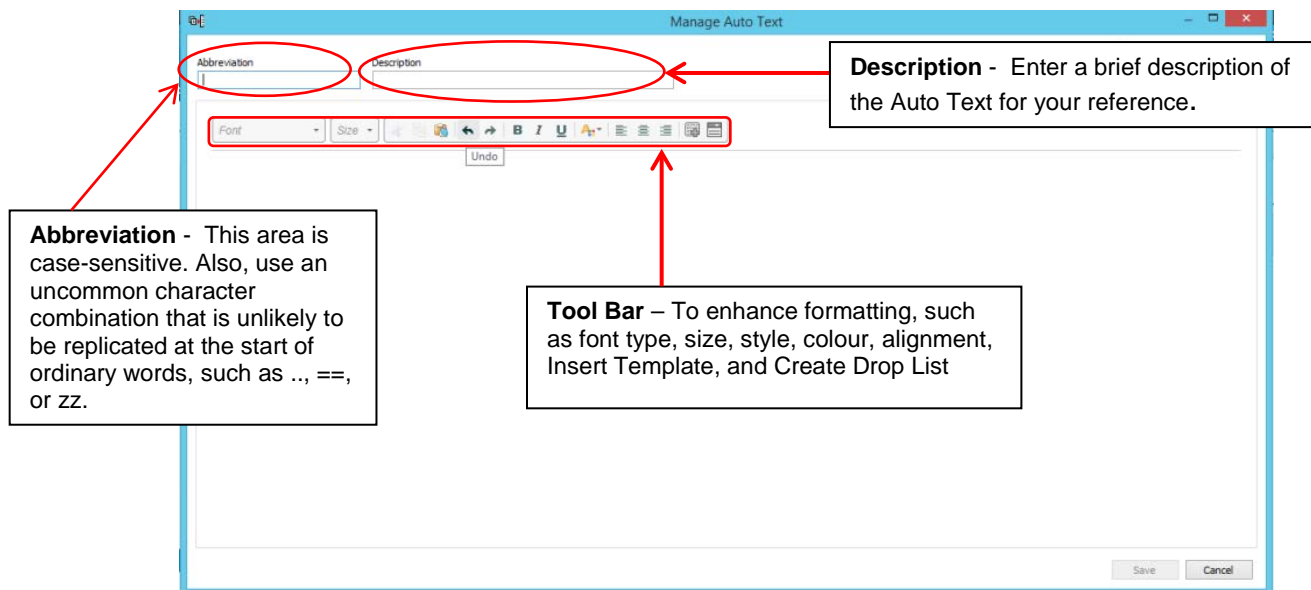 Manage Auto Text
Abbreviation
Description
Description - Enter a brief description of
the Auto Text for your reference.
Font
Size
B I U A
Undo
Abbreviation - This area is
case-sensitive. Also, use an
uncommon character
combination that is unlikely to
be replicated at the start of
ordinary words, such as .., ==,
or zz.
Tool Bar – To enhance formatting, such
as font type, size, style, colour, alignment,
Insert Template, and Create Drop List
Save
Cancel